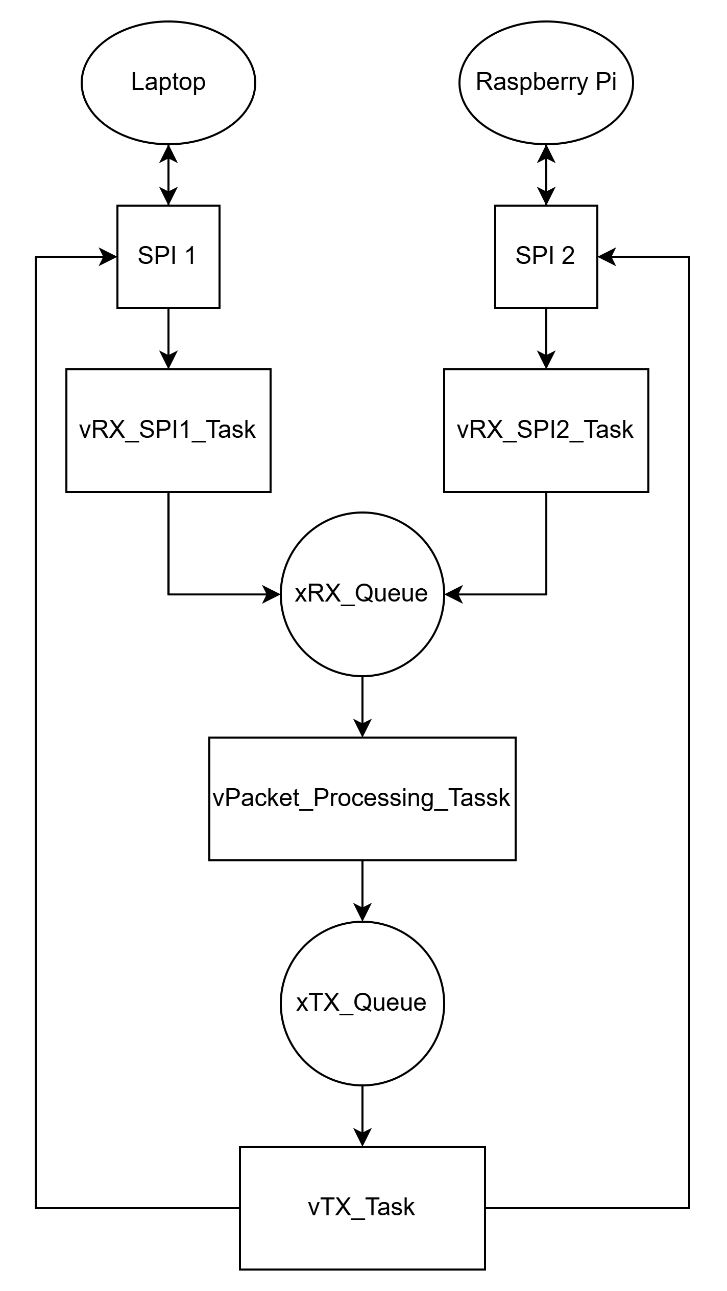 Laptop
Raspberry Pi
SPI 1
SPI 2
vRX_SPI1_Task
vRX_SPI2_Task
xRX_Queue
vPacket_Processing_Tassk
xTX_Queue
vTX_Task